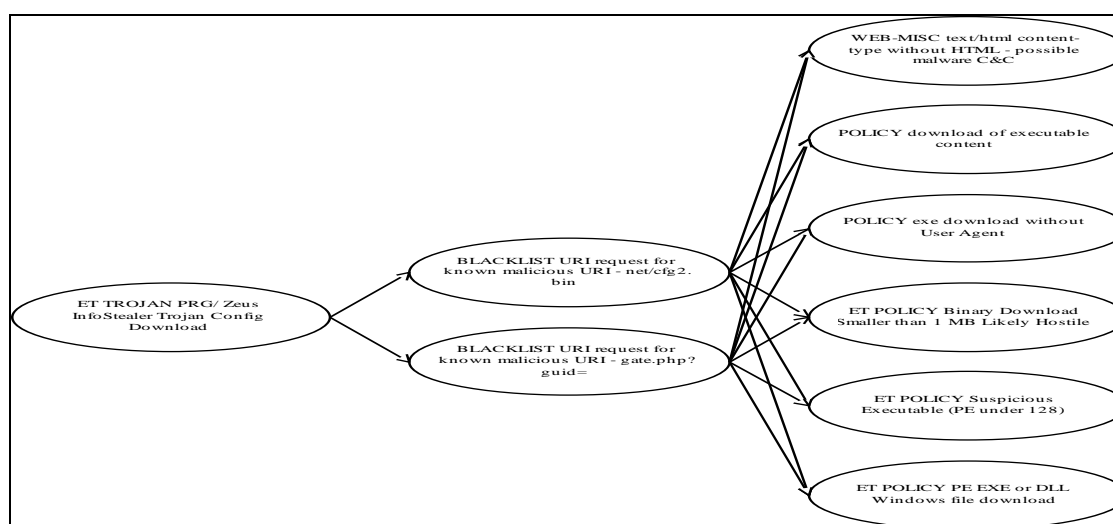 WEB-MISC text/html content-
type without HTML - possible
malware C&C
POLICY download of executable
content
POLICY exe download without
User Agent
BLACKLIST URI request for
known malicious URI - net/cfg2.
bin
ET TROJAN PRG/ Zeus
InfoStealer Trojan Config
Download
ET POLICY Binary Download
Smaller than 1 MB Likely Hostile
BLACKLIST URI request for
known malicious URI - gate.php?
guid=
ET POLICY Suspicious
Executable (PE under 128)
ET POLICY PE EXE or DLL
Windows file download